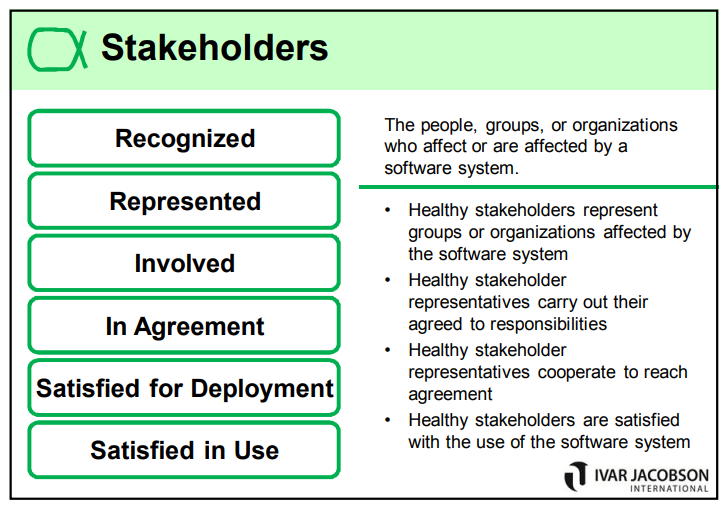 Stakeholders
Recognized
Represented
Involved
In Agreement
Satisfied for Deployment
Satisfied in Use
The people, groups, or organizations
who affect or are affected by a
software system.
• Healthy stakeholders represent
groups or organizations affected by
the software system
• Healthy stakeholder
representatives carry out their
agreed to responsibilities
• Healthy stakeholder
representatives cooperate to reach
agreement
• Healthy stakeholders are satisfied
with the use of the software system
IVAR JACOBSON
INTERNATIONAL